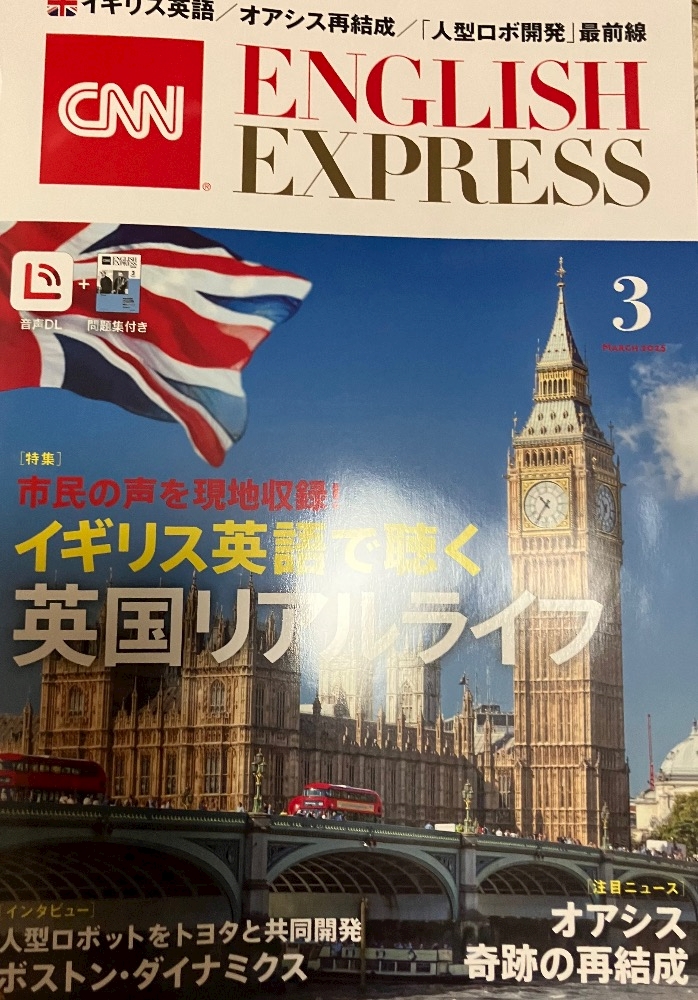 イギリス英語／オアシス再結成／「人型ロボ開発」最前線
CNN
®
ENGLISH
EXPRESS
音声DL
+
問題集付き
3
MARCH 2025
［特集］
市民の声を現地収録！
イギリス英語で聴く
英国リアルライフ
［インタビュー］
人型ロボットをトヨタと共同開発
ボストン・ダイナミクス
［注目ニュース］
オアシス
奇跡の再結成